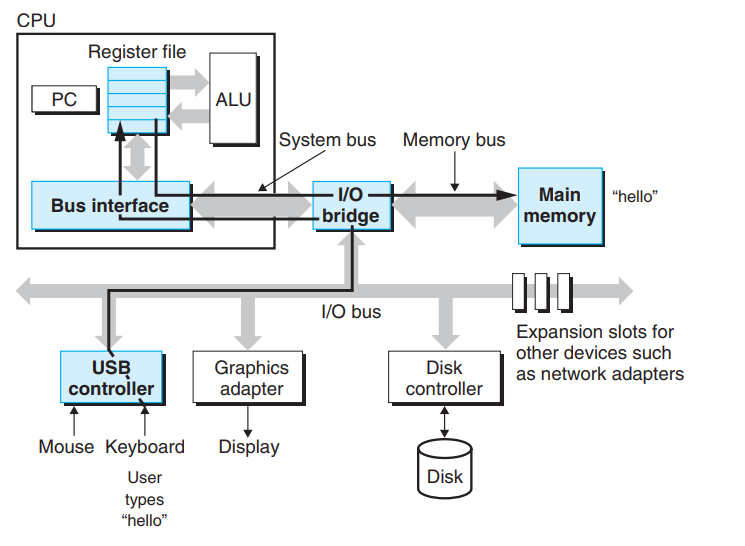 CPU
Register file
PC
ALU
System bus
Memory bus
Bus interface
I/O
bridge
Main
memory
“hello”
I/O bus
Expansion slots for
other devices such
as network adapters
USB
controller
Graphics
adapter
Disk
controller
Mouse
Keyboard
Display
Disk
User
types
“hello”